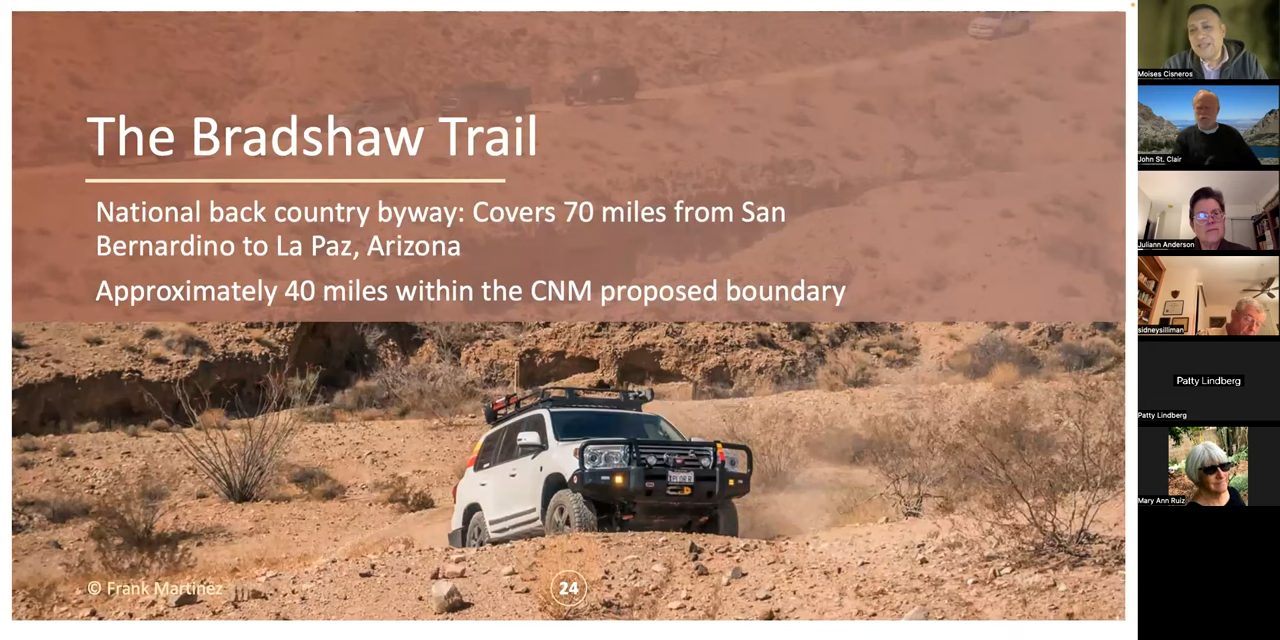 The Bradshaw Trail
National back country byway: Covers 70 miles from San
Bernardino to La Paz, Arizona
Approximately 40 miles within the CNM proposed boundary
© Frank Martinez
24
Moises Cisneros
John St. Clair
Juliann Anderson
sidneysilliman
Patty Lindberg
Patty Lindberg
Mary Ann Ruiz